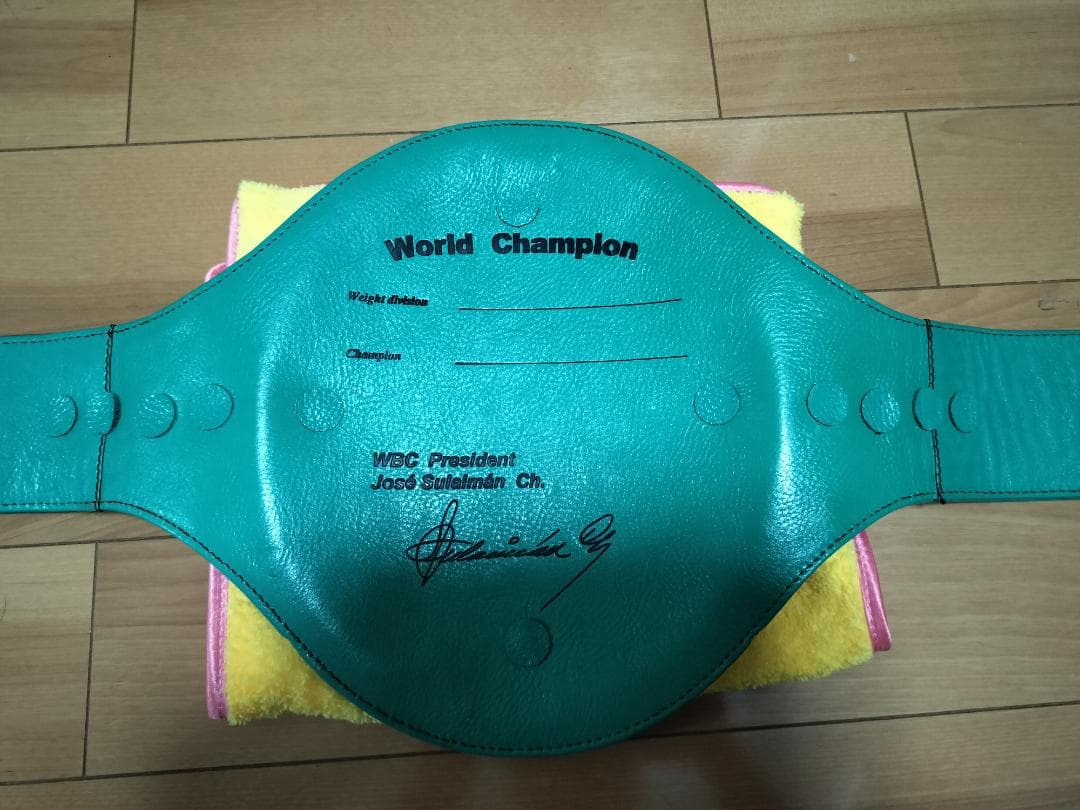 World Champion
Weight division
Champion
WBC President
José Sulaimán Ch.